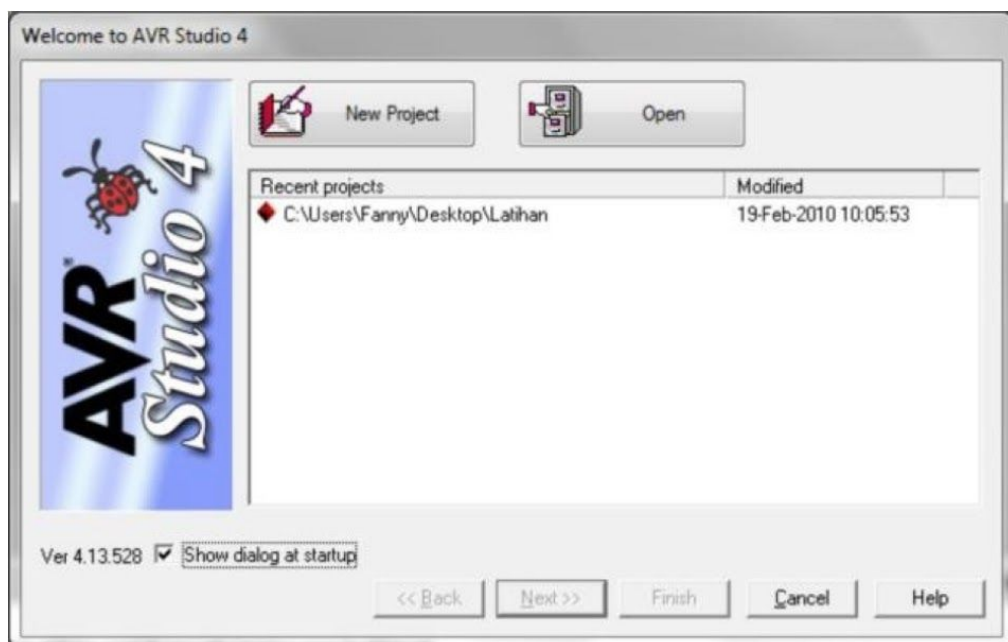 Welcome to AVR Studio 4
New Project
Open
AVR®
Studio 4
Recent projects Modified
C:\Users\Fanny\Desktop\Latihan 19-Feb-2010 10:05:53
Ver 4.13.528 Show dialog at startup
<< Back Next >> Finish Cancel Help